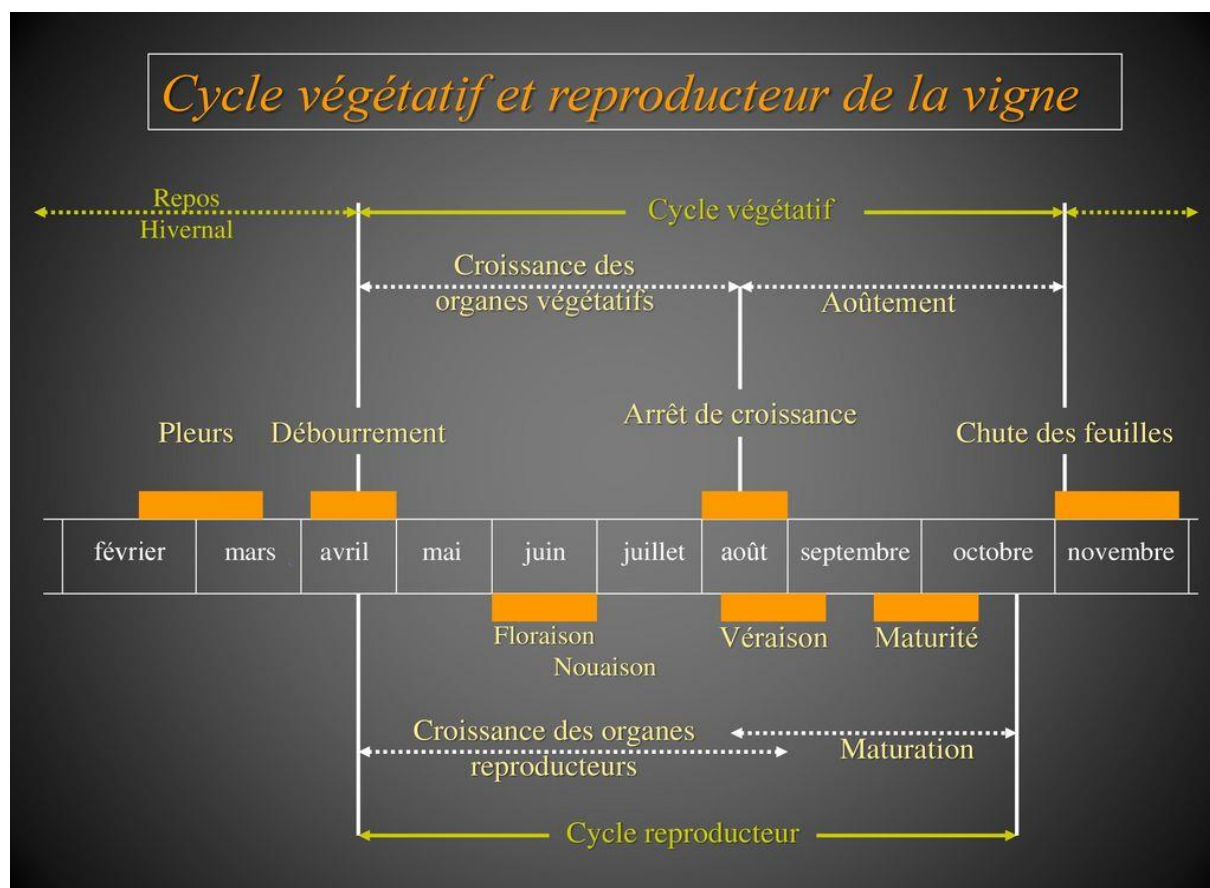 Cycle végétatif et reproducteur de la vigne
Repos
Hivernal
Cycle végétatif
Croissance des
organes végétatifs
Aoûtement
Arrêt de croissance
Pleurs
Débourrement
Chute des feuilles
février
mars
avril
mai
juin
juillet
août
septembre
octobre
novembre
Floraison
Nouaison
Véraison
Maturité
Croissance des organes
reproducteurs
Maturation
Cycle reproducteur